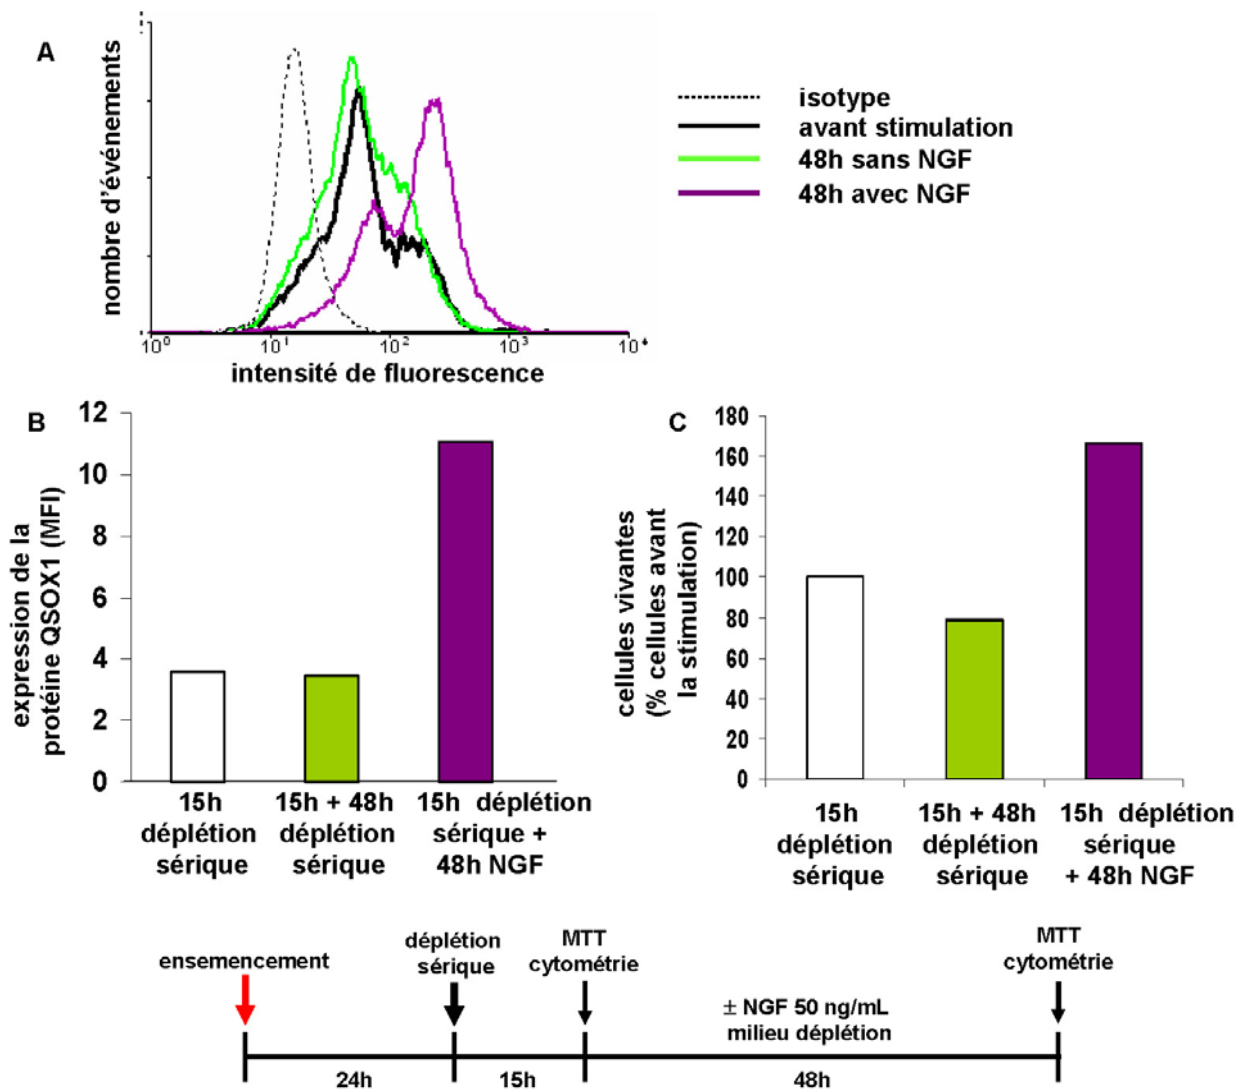 A
nombre d'événements
10⁰
10¹
10²
10³
10⁴
intensité de fluorescence
isotype
avant stimulation
48h sans NGF
48h avec NGF
B
expression de la
protéine QSOX1 (MFI)
12
10
8
6
4
2
0
15h
déplétion
sérique
15h + 48h
déplétion
sérique
15h déplétion
sérique +
48h NGF
C
cellules vivantes
(% cellules avant
la stimulation)
180
160
140
120
100
80
60
40
20
0
15h
déplétion
sérique
15h + 48h
déplétion
sérique
15h déplétion
sérique
+ 48h NGF
ensemencement
déplétion
sérique
MTT
cytométrie
± NGF 50 ng/mL
milieu déplétion
MTT
cytométrie
24h
15h
48h